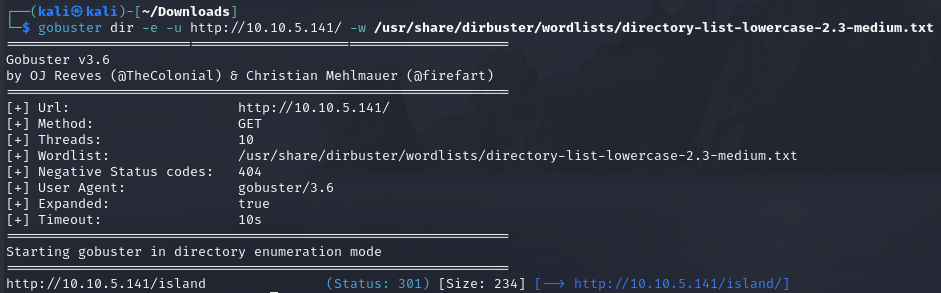 ┌──(kali㉿kali)-[~/Downloads]
└─$ gobuster dir -e -u http://10.10.5.141/ -w /usr/share/dirbuster/wordlists/directory-list-lowercase-2.3-medium.txt
===============================================================
Gobuster v3.6
by OJ Reeves (@TheColonial) & Christian Mehlmauer (@firefart)
===============================================================
[+] Url:                     http://10.10.5.141/
[+] Method:                  GET
[+] Threads:                 10
[+] Wordlist:                /usr/share/dirbuster/wordlists/directory-list-lowercase-2.3-medium.txt
[+] Negative Status codes:   404
[+] User Agent:              gobuster/3.6
[+] Expanded:                true
[+] Timeout:                 10s
===============================================================
Starting gobuster in directory enumeration mode
===============================================================
http://10.10.5.141/island               (Status: 301) [Size: 234] [--> http://10.10.5.141/island/]